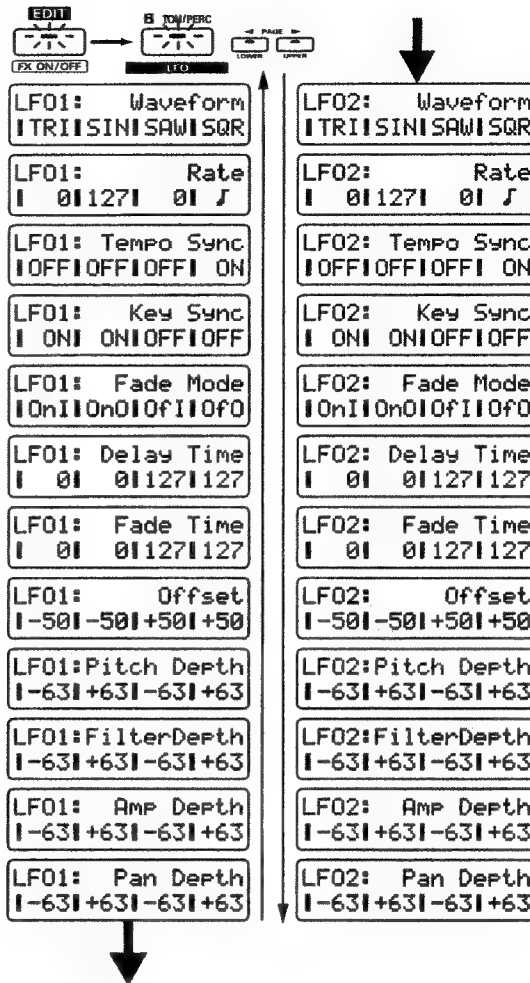 EDIT
B TOM/PERC
◄ PAGE ►
FX ON/OFF
LFO
LOWER UPPER
LFO1: Waveform
TRI SIN SAW SQR
LFO1: Rate
0 127 0 ♪
LFO1: Tempo Sync
OFF OFF OFF ON
LFO1: Key Sync
ON ON OFF OFF
LFO1: Fade Mode
OnI OnO OfI OfO
LFO1: Delay Time
0 0 127 127
LFO1: Fade Time
0 0 127 127
LFO1: Offset
-50 -50 +50 +50
LFO1:Pitch Depth
-63 +63 -63 +63
LFO1:FilterDepth
-63 +63 -63 +63
LFO1: Amp Depth
-63 +63 -63 +63
LFO1: Pan Depth
-63 +63 -63 +63
LFO2: Waveform
TRI SIN SAW SQR
LFO2: Rate
0 127 0 ♪
LFO2: Tempo Sync
OFF OFF OFF ON
LFO2: Key Sync
ON ON OFF OFF
LFO2: Fade Mode
OnI OnO OfI OfO
LFO2: Delay Time
0 0 127 127
LFO2: Fade Time
0 0 127 127
LFO2: Offset
-50 -50 +50 +50
LFO2:Pitch Depth
-63 +63 -63 +63
LFO2:FilterDepth
-63 +63 -63 +63
LFO2: Amp Depth
-63 +63 -63 +63
LFO2: Pan Depth
-63 +63 -63 +63